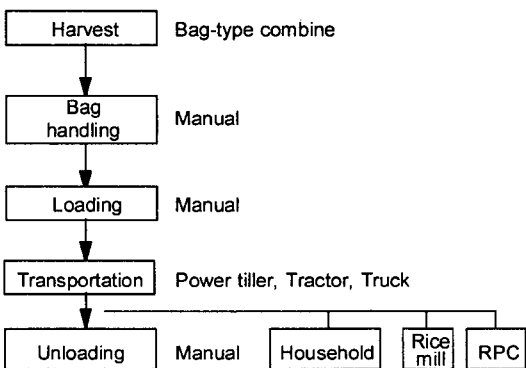 Harvest Bag-type combine
Bag
handling
Manual
Loading Manual
Transportation Power tiller, Tractor, Truck
Unloading Manual Household
Rice
mill
RPC